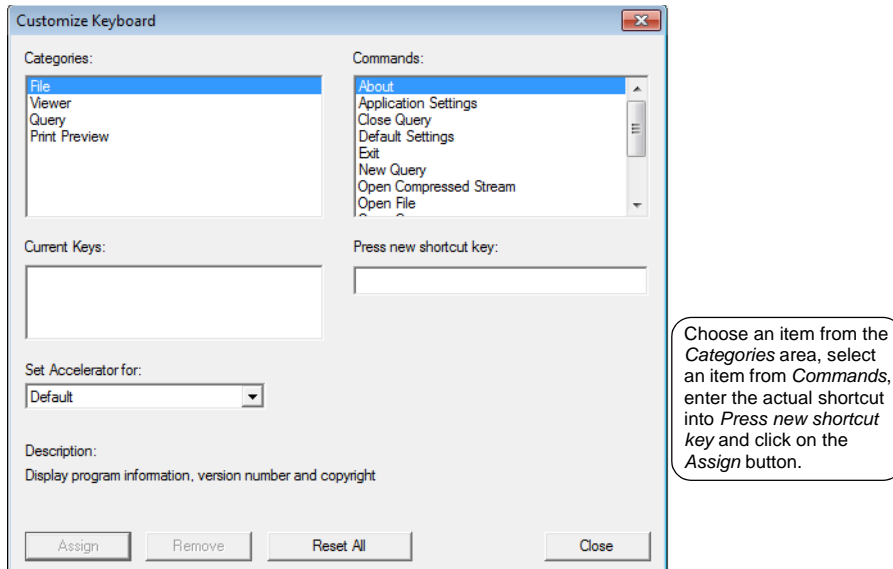 Customize Keyboard
Categories:
Commands:
File
Viewer
Query
Print Preview
About
Application Settings
Close Query
Default Settings
Exit
New Query
Open Compressed Stream
Open File
Current Keys:
Press new shortcut key:
Set Accelerator for:
Default
Description:
Display program information, version number and copyright
Assign
Remove
Reset All
Close
Choose an item from the
Categories area, select
an item from Commands,
enter the actual shortcut
into Press new shortcut
key and click on the
Assign button.